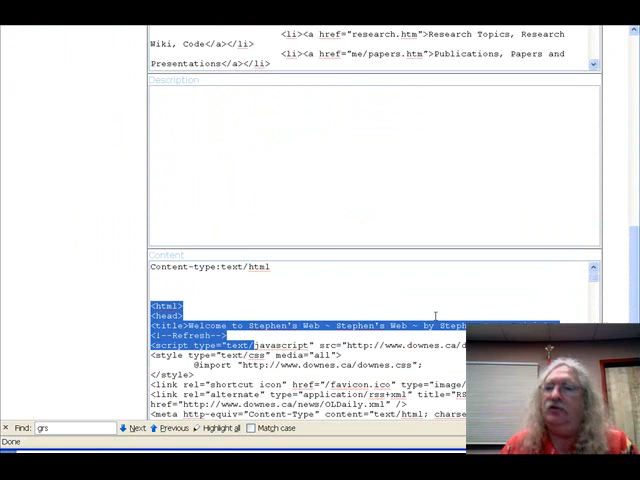 <li><a href="research.htm">Research Topics, Research
Wiki, Code</a></li>
<li><a href="me/papers.htm">Publications, Papers and
Presentations</a></li>
Description
Content
Content-type:text/html
<html>
<head>
<title>Welcome to Stephen's Web ~ Stephen's Web ~ by Steph
<!--Refresh-->
<script type="text/javascript" src="http://www.downes.ca/d
<style type="text/css" media="all">
@import "http://www.downes.ca/downes.css";
</style>
<link rel="shortcut icon" href="/favicon.ico" type="image/
<link rel="alternate" type="application/rss+xml" title="RS
href="http://www.downes.ca/news/OLDaily.xml" />
<meta http-equiv="Content-Type" content="text/html; charse
Find: grs Next Previous Highlight all Match case
Done